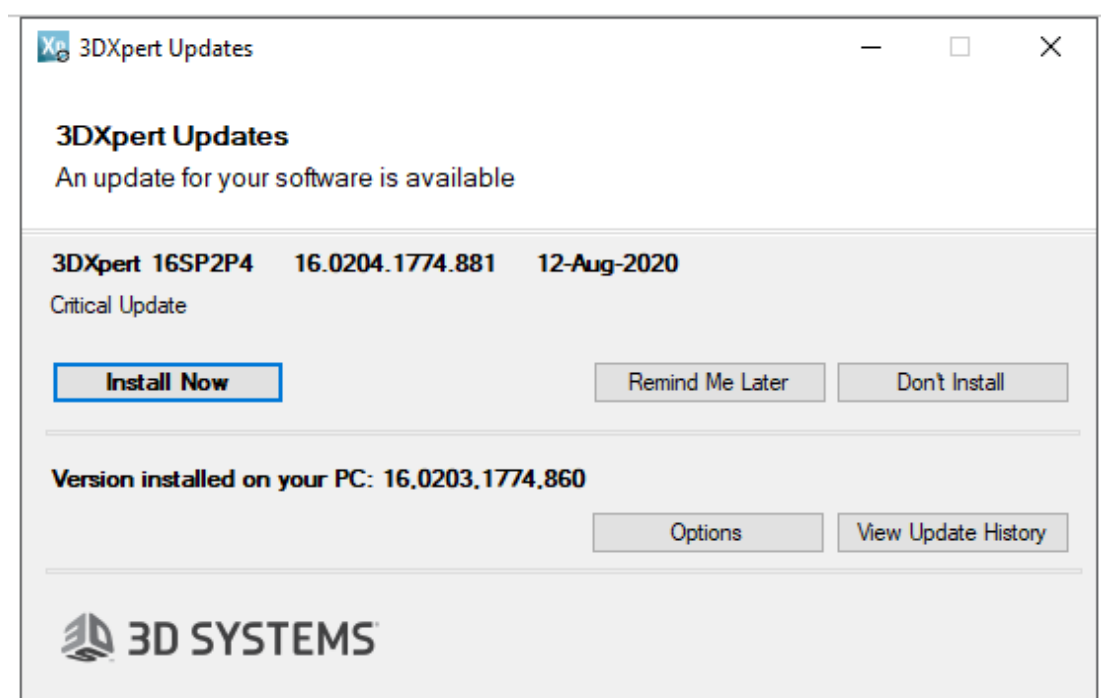 3DXpert Updates
3DXpert Updates
An update for your software is available
3DXpert 16SP2P4 16.0204.1774.881 12-Aug-2020
Critical Update
Install Now Remind Me Later Don't Install
Version installed on your PC: 16.0203.1774.860
Options View Update History
3D SYSTEMS